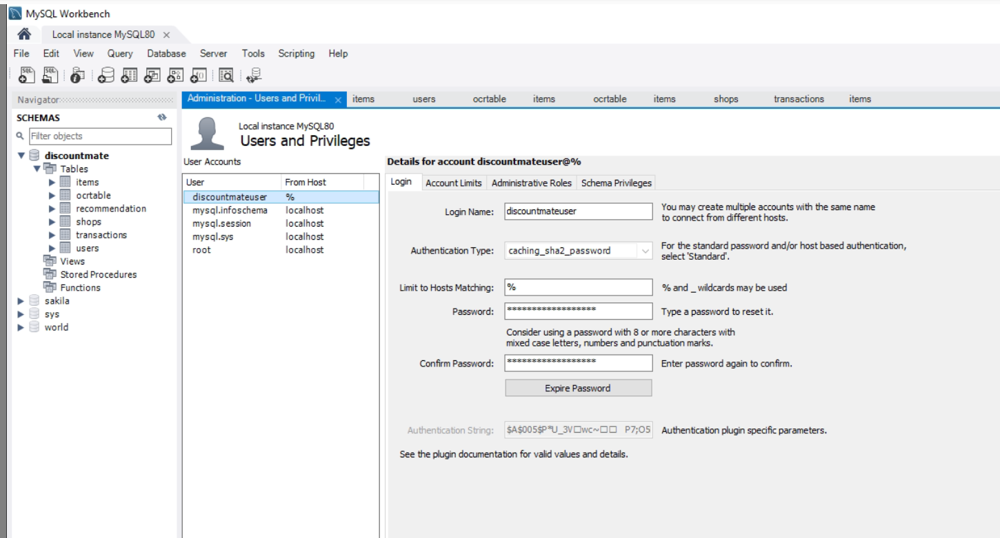 MySQL Workbench
Local instance MySQL80 ×
File Edit View Query Database Server Tools Scripting Help
Navigator
Administration - Users and Privil... × items users ocrtable items ocrtable items shops transactions items
SCHEMAS
Filter objects
discountmate
Tables
items
ocrtable
recommendation
shops
transactions
users
Views
Stored Procedures
Functions
sakila
sys
world
Local instance MySQL80
Users and Privileges
User Accounts
User From Host
discountmateuser %
mysql.infoschema localhost
mysql.session localhost
mysql.sys localhost
root localhost
Details for account discountmateuser@%
Login Account Limits Administrative Roles Schema Privileges
Login Name: discountmateuser You may create multiple accounts with the same name
to connect from different hosts.
Authentication Type: caching_sha2_password For the standard password and/or host based authentication,
select 'Standard'.
Limit to Hosts Matching: % % and _ wildcards may be used
Password: ****************** Type a password to reset it.
Consider using a password with 8 or more characters with
mixed case letters, numbers and punctuation marks.
Confirm Password: ****************** Enter password again to confirm.
Expire Password
Authentication String: $A$005$P*U_3V□wc~□□ P7;O5 Authentication plugin specific parameters.
See the plugin documentation for valid values and details.